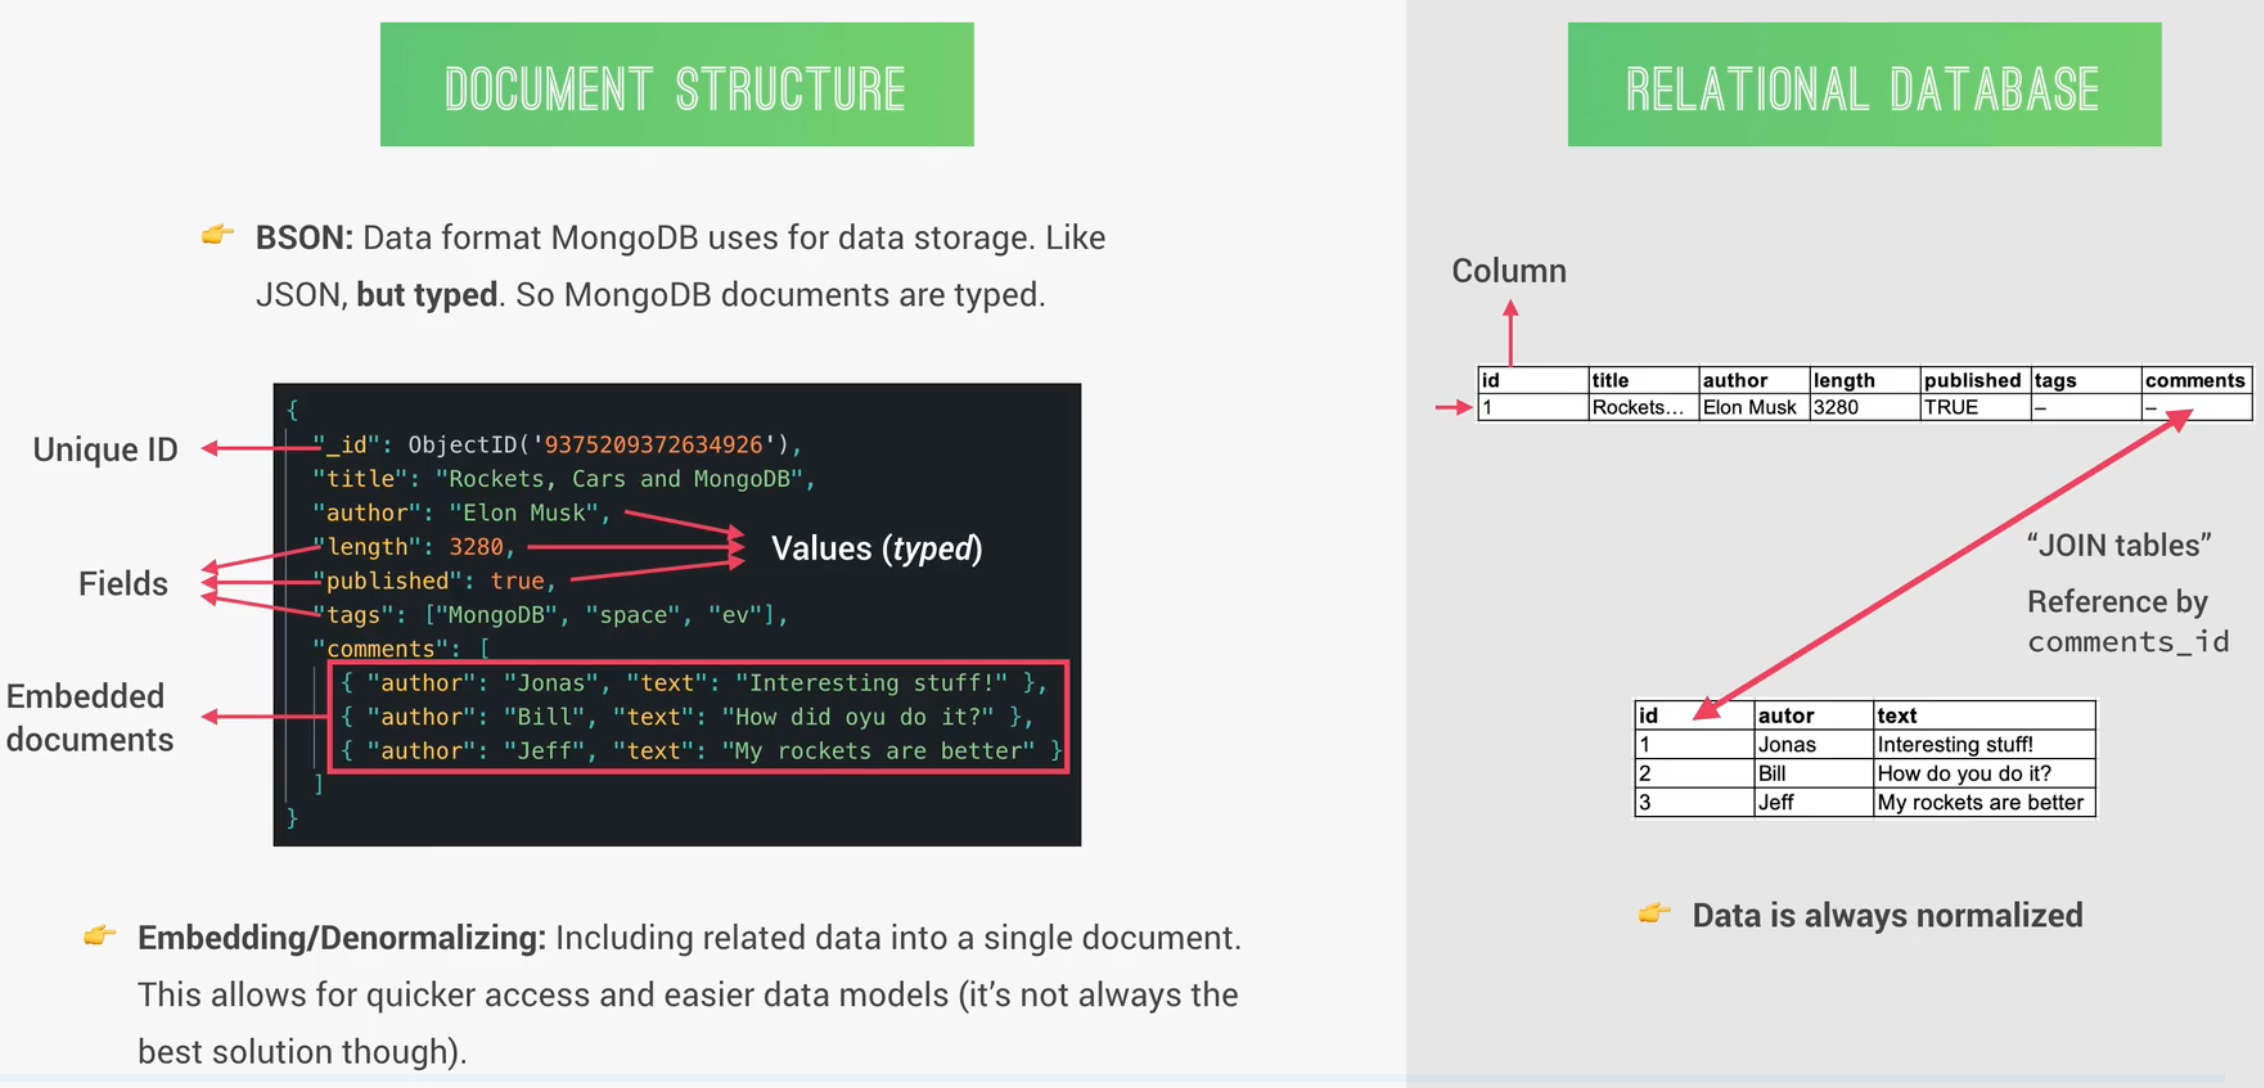 DOCUMENT STRUCTURE
BSON: Data format MongoDB uses for data storage. Like
JSON, but typed. So MongoDB documents are typed.
{
"_id": ObjectID('9375209372634926'),
"title": "Rockets, Cars and MongoDB",
"author": "Elon Musk",
"length": 3280,
"published": true,
"tags": ["MongoDB", "space", "ev"],
"comments": [
{ "author": "Jonas", "text": "Interesting stuff!" },
{ "author": "Bill", "text": "How did oyu do it?" },
{ "author": "Jeff", "text": "My rockets are better" }
]
}
Unique ID
Fields
Embedded
documents
Values (typed)
Embedding/Denormalizing: Including related data into a single document.
This allows for quicker access and easier data models (it's not always the
best solution though).
RELATIONAL DATABASE
Column
id title author length published tags comments
1 Rockets... Elon Musk 3280 TRUE – –
“JOIN tables”
Reference by
comments_id
id autor text
1 Jonas Interesting stuff!
2 Bill How do you do it?
3 Jeff My rockets are better
Data is always normalized